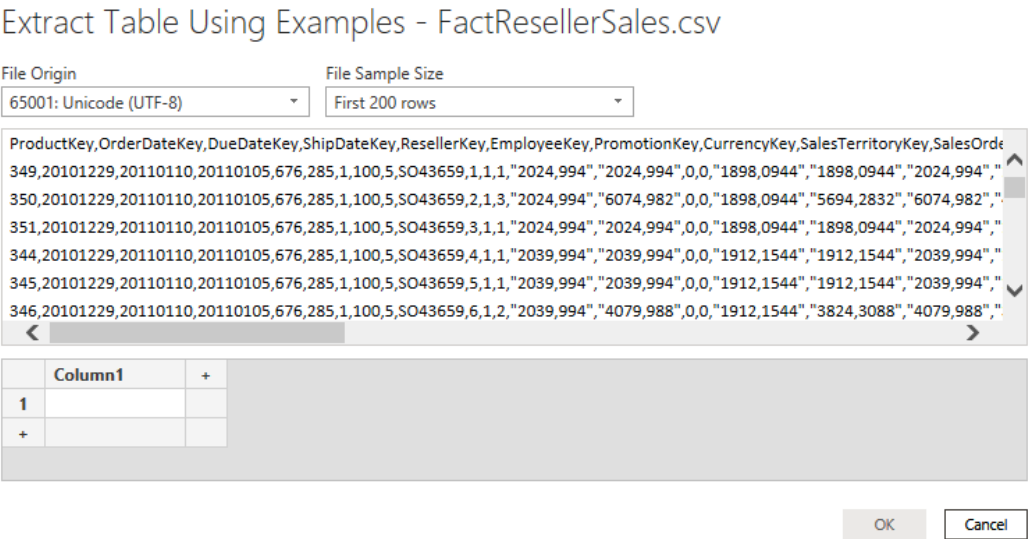 Extract Table Using Examples - FactResellerSales.csv
File Origin
File Sample Size
65001: Unicode (UTF-8)
First 200 rows
ProductKey,OrderDateKey,DueDateKey,ShipDateKey,ResellerKey,EmployeeKey,PromotionKey,CurrencyKey,SalesTerritoryKey,SalesOrde
349,20101229,20110110,20110105,676,285,1,100,5,SO43659,1,1,1,"2024,994","2024,994",0,0,"1898,0944","1898,0944","2024,994","
350,20101229,20110110,20110105,676,285,1,100,5,SO43659,2,1,3,"2024,994","6074,982",0,0,"1898,0944","5694,2832","6074,982","
351,20101229,20110110,20110105,676,285,1,100,5,SO43659,3,1,1,"2024,994","2024,994",0,0,"1898,0944","1898,0944","2024,994","
344,20101229,20110110,20110105,676,285,1,100,5,SO43659,4,1,1,"2039,994","2039,994",0,0,"1912,1544","1912,1544","2039,994","
345,20101229,20110110,20110105,676,285,1,100,5,SO43659,5,1,1,"2039,994","2039,994",0,0,"1912,1544","1912,1544","2039,994","
346,20101229,20110110,20110105,676,285,1,100,5,SO43659,6,1,2,"2039,994","4079,988",0,0,"1912,1544","3824,3088","4079,988","
Column1 +
1
+
OK
Cancel